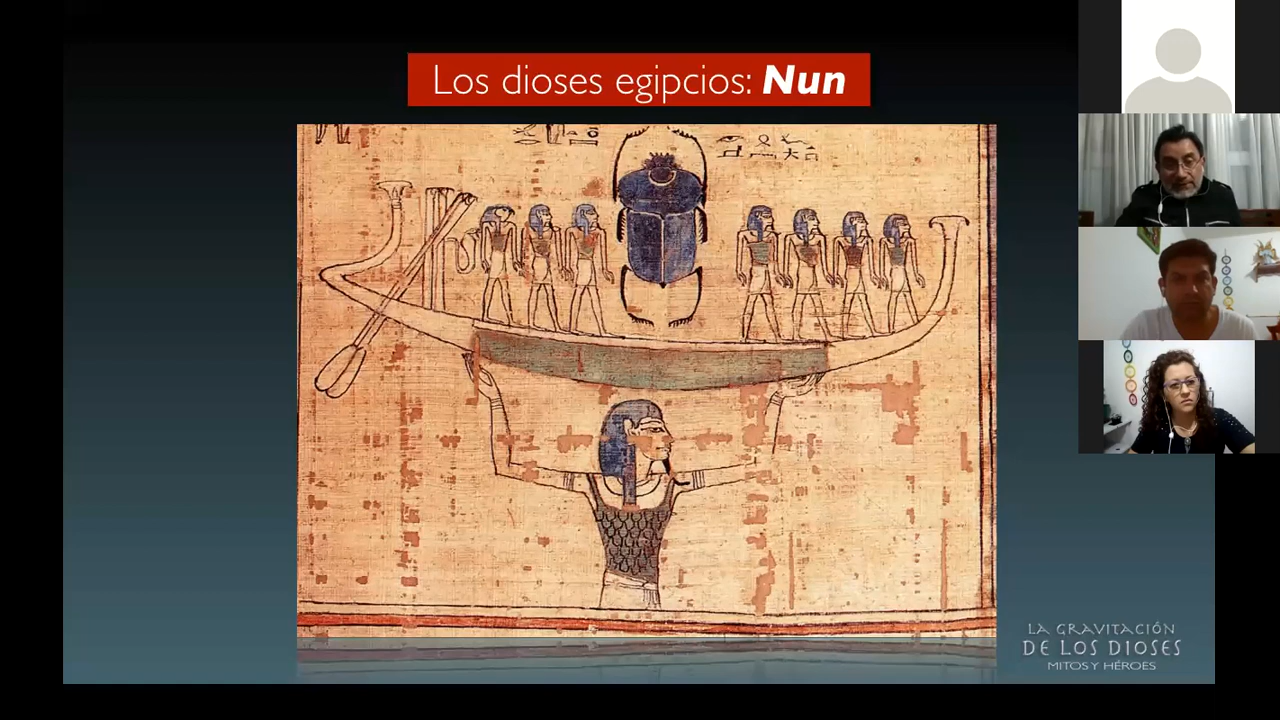 Los dioses egipcios: Nun
LA GRAVITACIÓN
DE LOS DIOSES
MITOS Y HÉROES